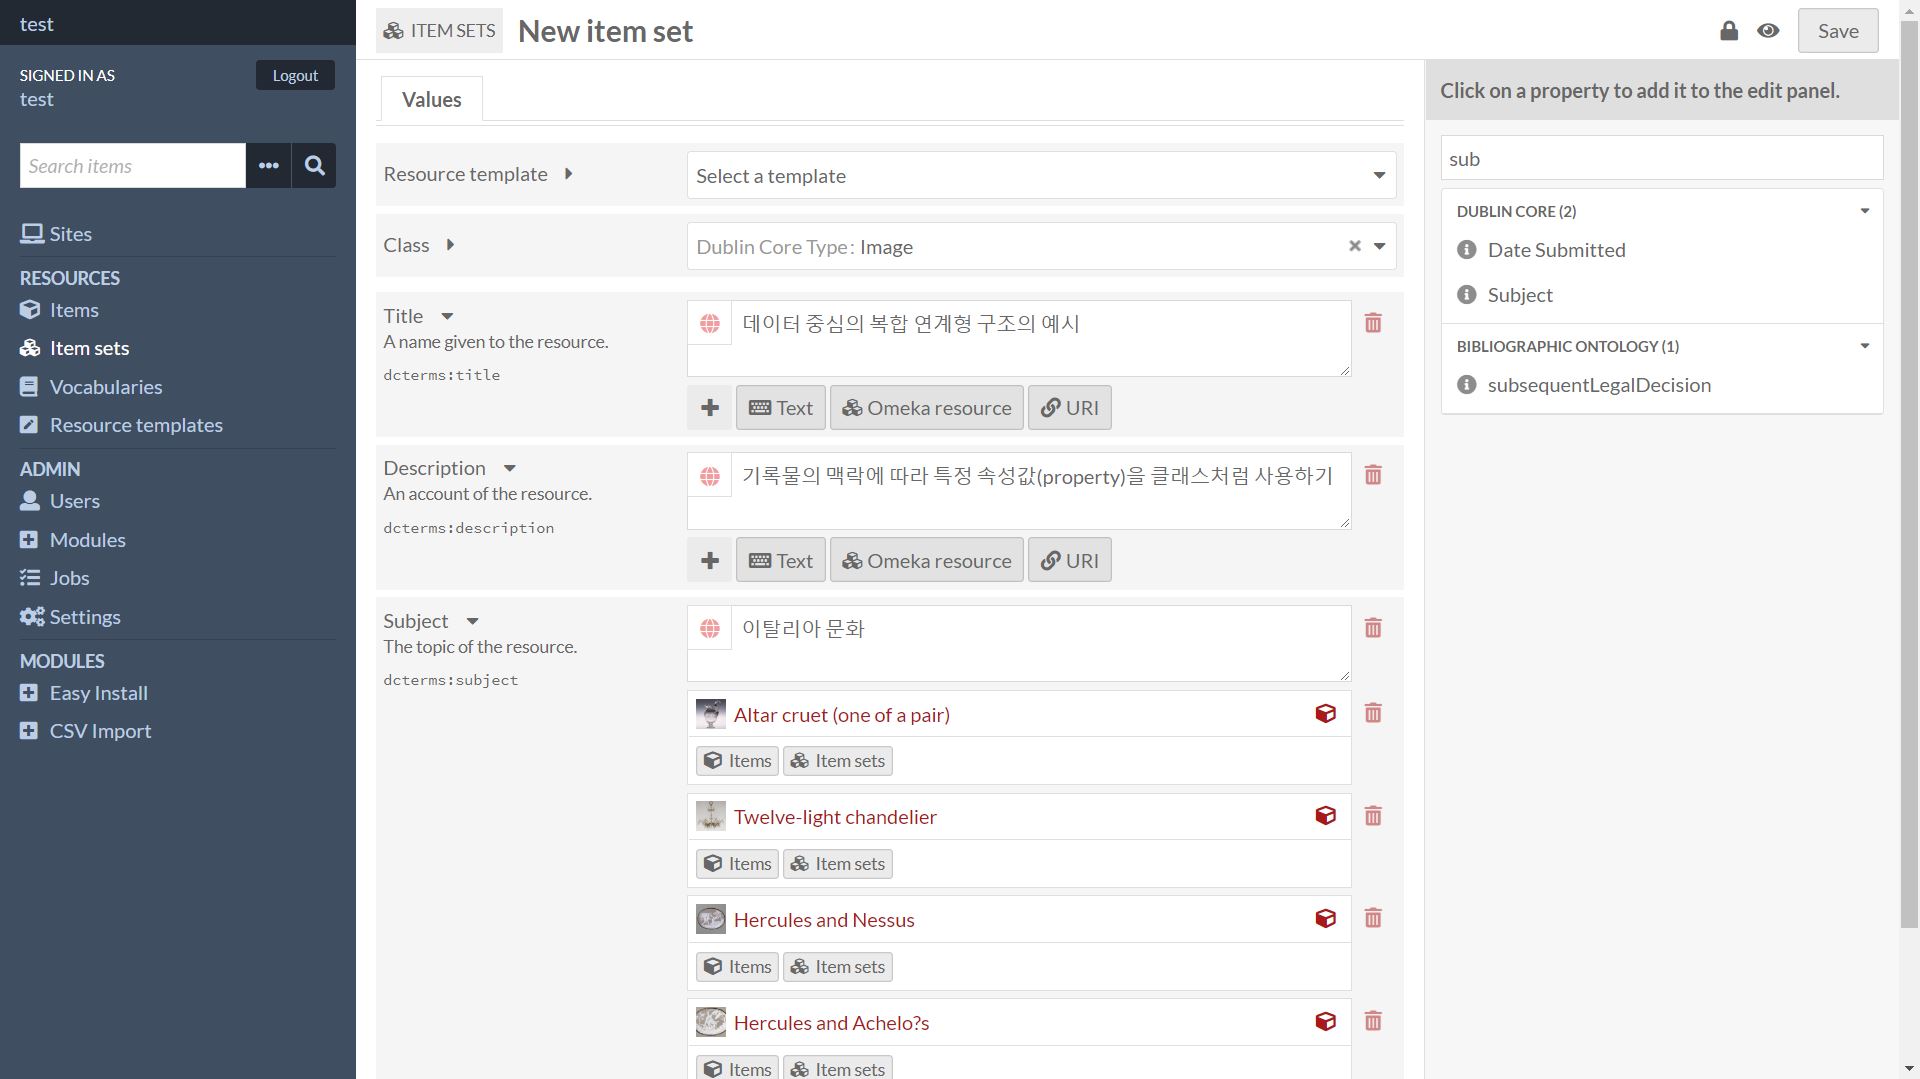 test
SIGNED IN AS
Logout
test
Search items
Sites
RESOURCES
Items
Item sets
Vocabularies
Resource templates
ADMIN
Users
Modules
Jobs
Settings
MODULES
Easy Install
CSV Import
ITEM SETS
New item set
Save
Values
Resource template
Select a template
Class
Dublin Core Type: Image
Title
A name given to the resource.
dcterms:title
데이터 중심의 복합 연계형 구조의 예시
Text Omeka resource URI
Description
An account of the resource.
dcterms:description
기록물의 맥락에 따라 특정 속성값(property)을 클래스처럼 사용하기
Text Omeka resource URI
Subject
The topic of the resource.
dcterms:subject
이탈리아 문화
Altar cruet (one of a pair)
Items Item sets
Twelve-light chandelier
Items Item sets
Hercules and Nessus
Items Item sets
Hercules and Achelo?s
Items Item sets
Click on a property to add it to the edit panel.
sub
DUBLIN CORE (2)
Date Submitted
Subject
BIBLIOGRAPHIC ONTOLOGY (1)
subsequentLegalDecision